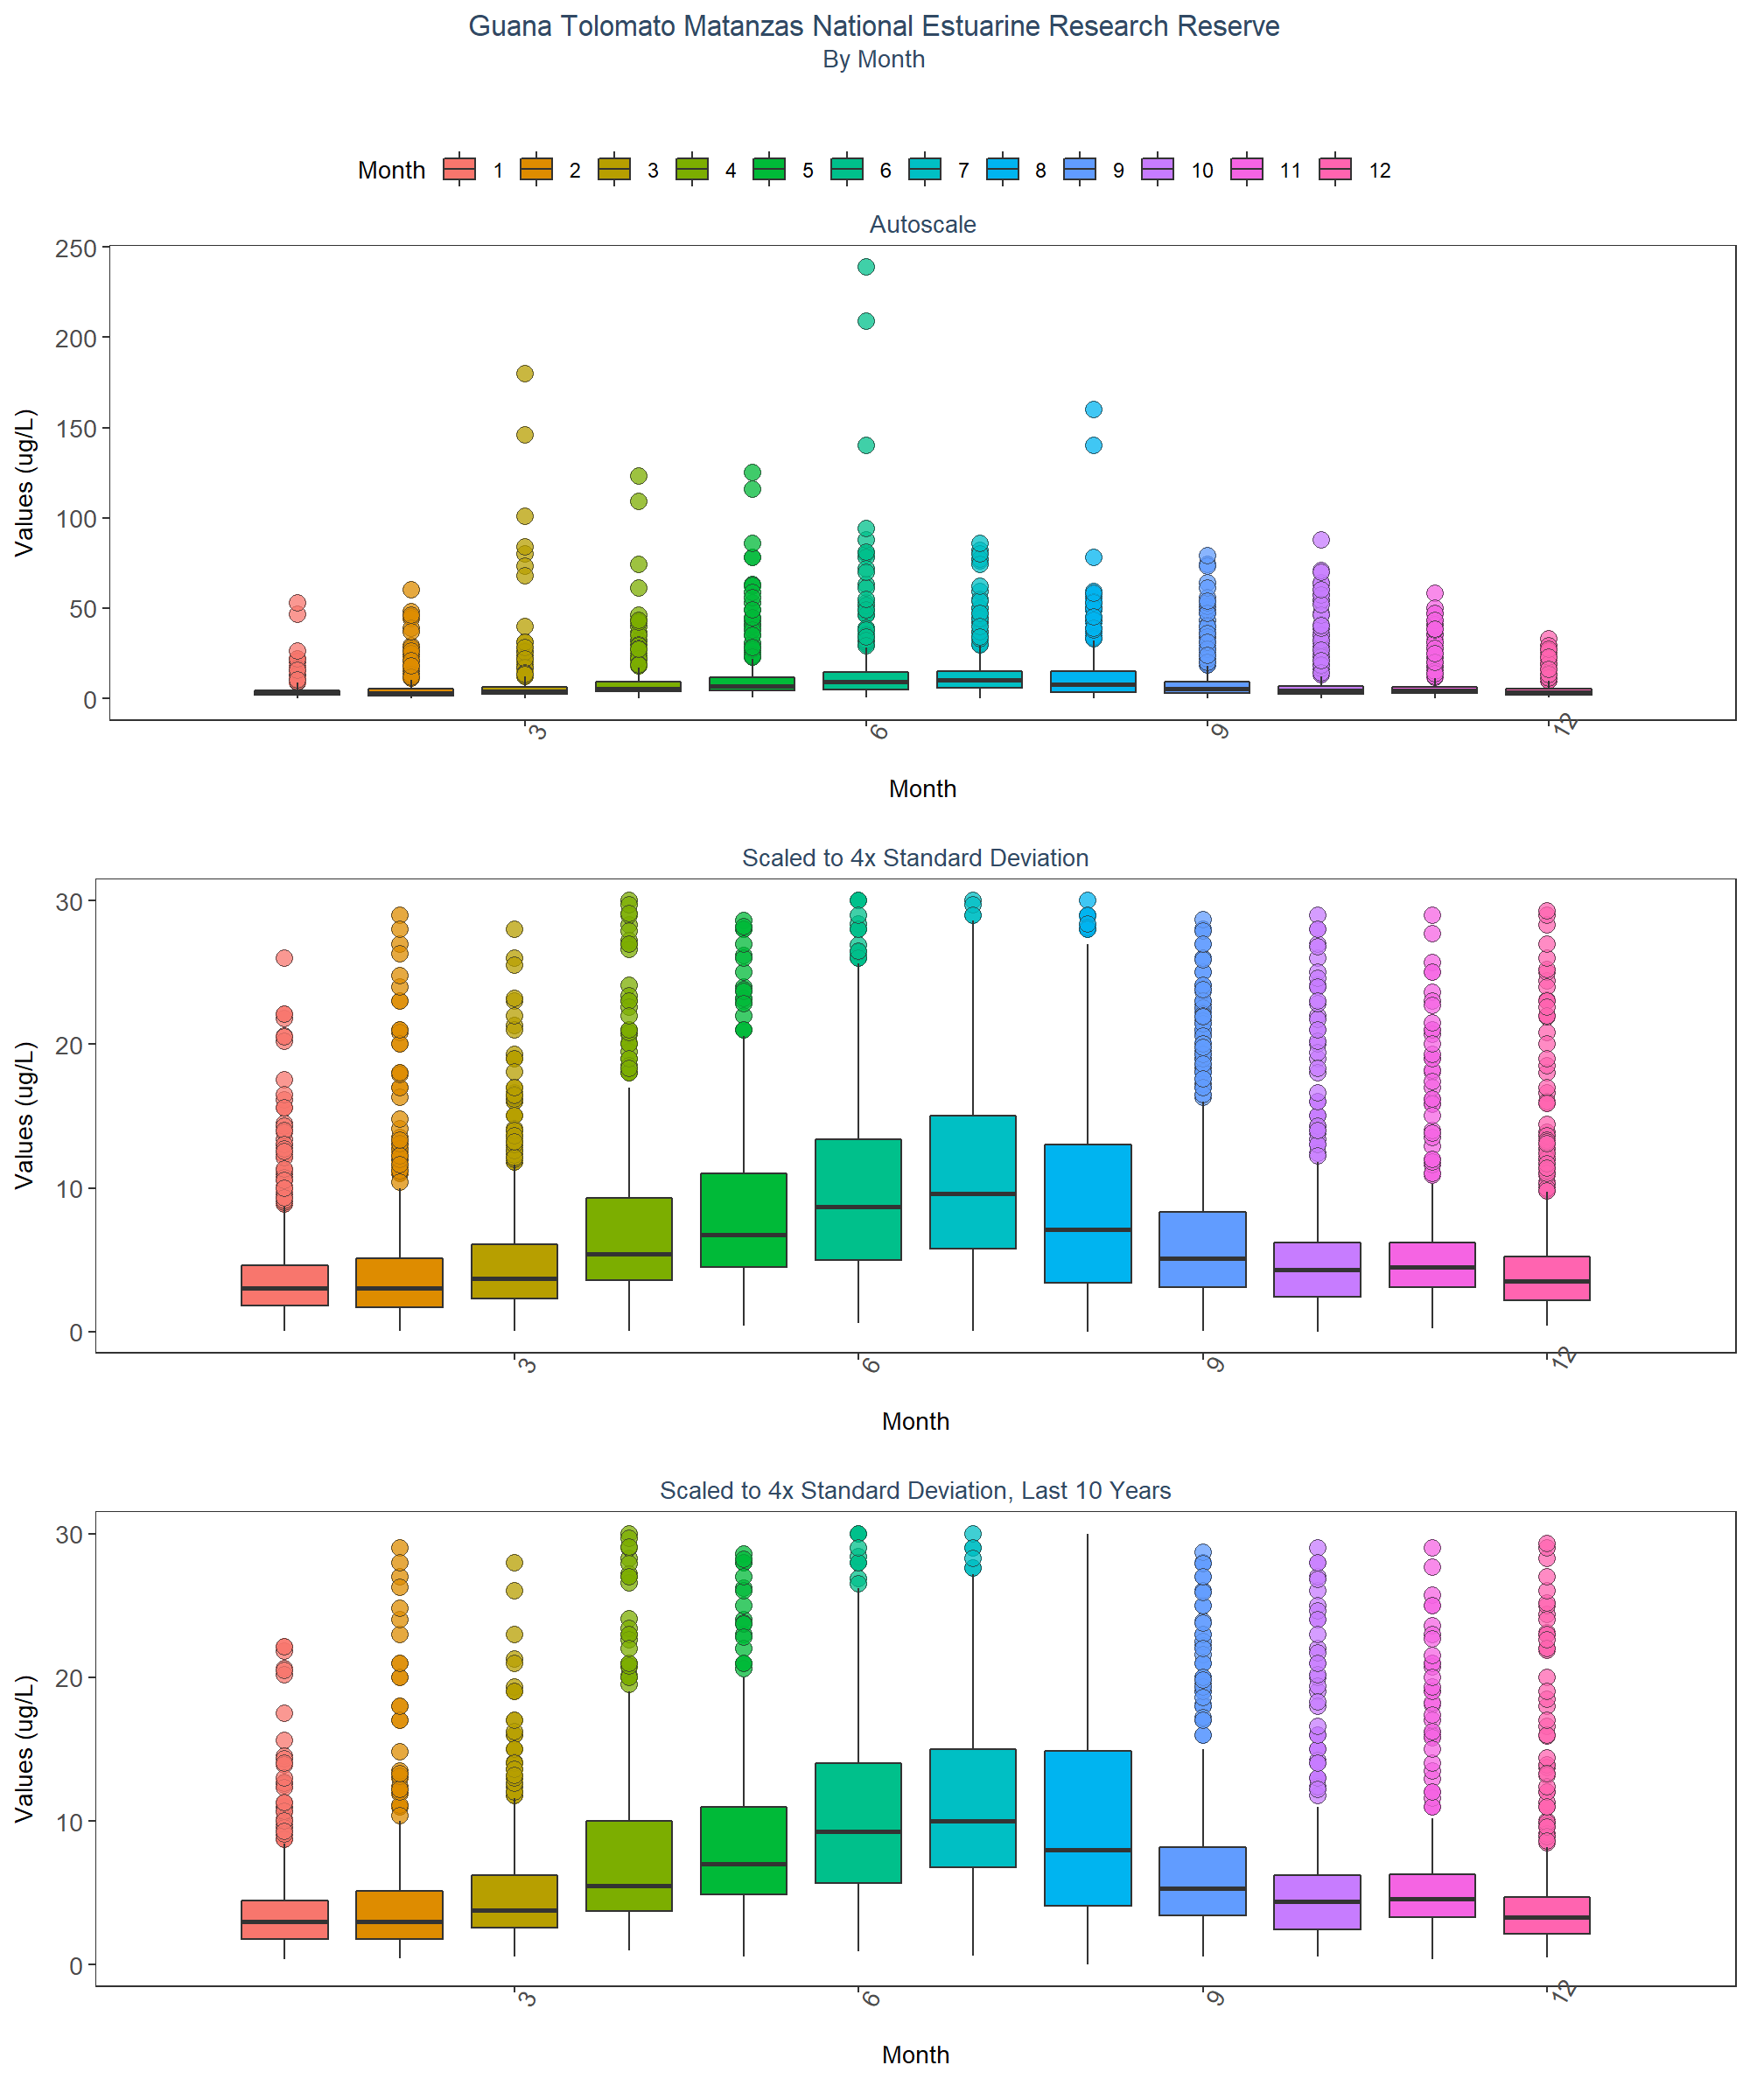 Guana Tolomato Matanzas National Estuarine Research Reserve
By Month
Month 1 2 3 4 5 6 7 8 9 10 11 12
Autoscale
250
200
150
100
50
0
Values (ug/L)
3 6 9 12
Month
Scaled to 4x Standard Deviation
30
20
10
0
Values (ug/L)
3 6 9 12
Month
Scaled to 4x Standard Deviation, Last 10 Years
30
20
10
0
Values (ug/L)
3 6 9 12
Month